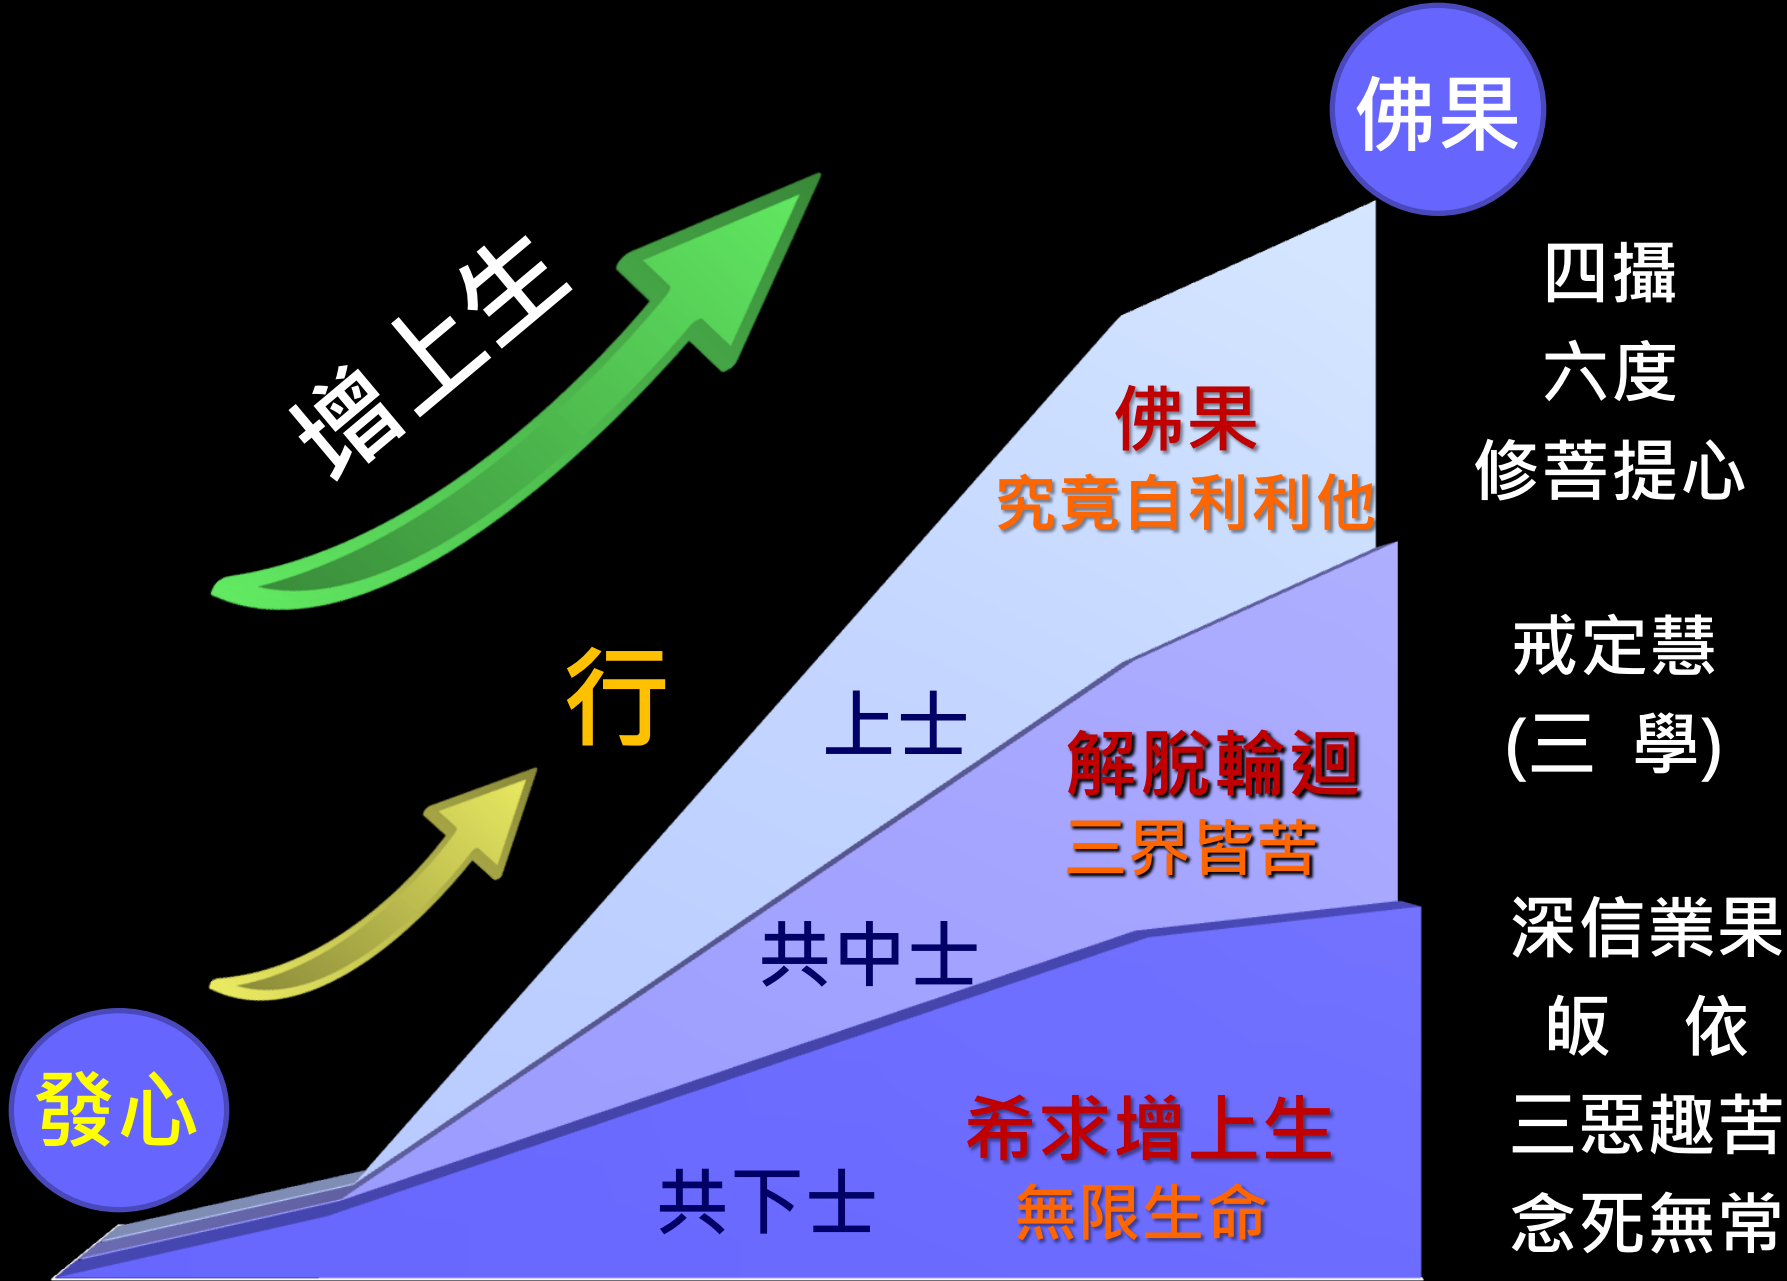 佛果
四攝
六度
修菩提心
增上生
佛果
究竟自利利他
行
上士
戒定慧
(三 學)
解脫輪迴
三界皆苦
共中士
深信業果
皈 依
三惡趣苦
念死無常
發心
希求增上生
無限生命
共下士